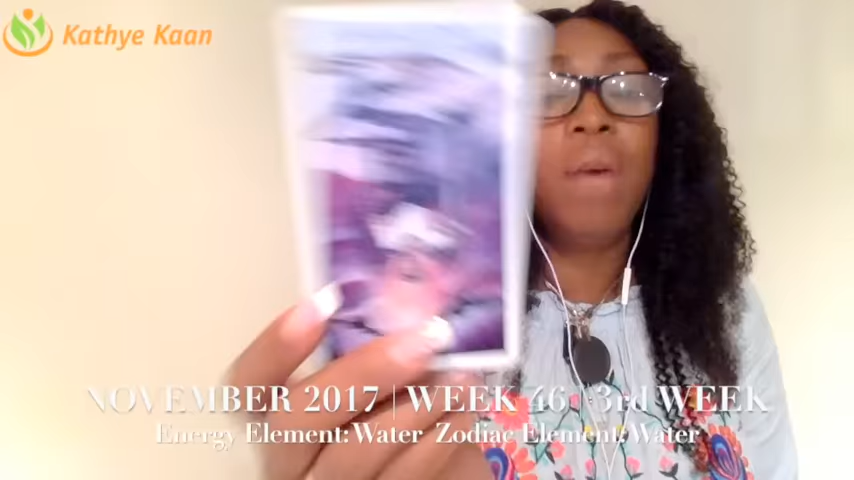 Kathye Kaan
NOVEMBER 2017 | WEEK 46 | 3rd WEEK
Energy Element:Water Zodiac Element:Water